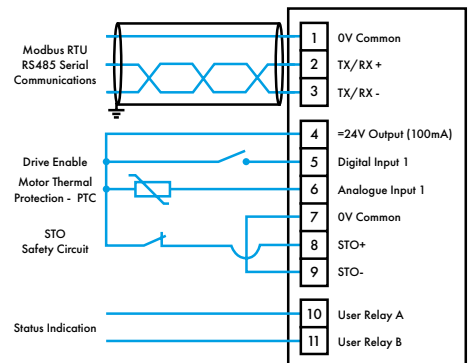 Modbus RTU
RS485 Serial
Communications
1 0V Common
2 TX/RX +
3 TX/RX -
4 =24V Output (100mA)
Drive Enable
5 Digital Input 1
Motor Thermal
Protection - PTC
6 Analogue Input 1
7 0V Common
STO
Safety Circuit
8 STO+
9 STO-
Status Indication
10 User Relay A
11 User Relay B